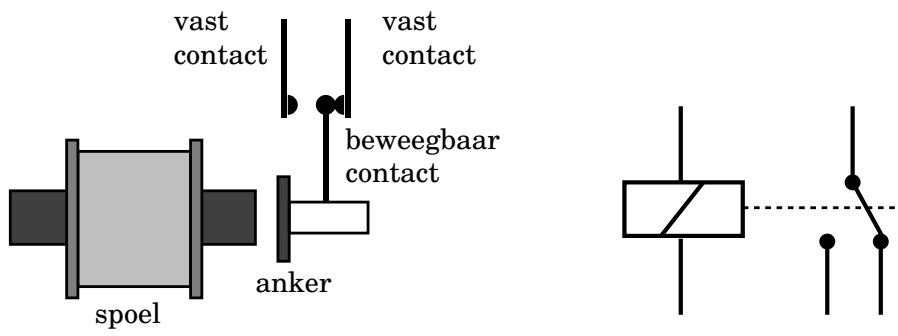 vast
contact
vast
contact
beweegbaar
contact
anker
spoel